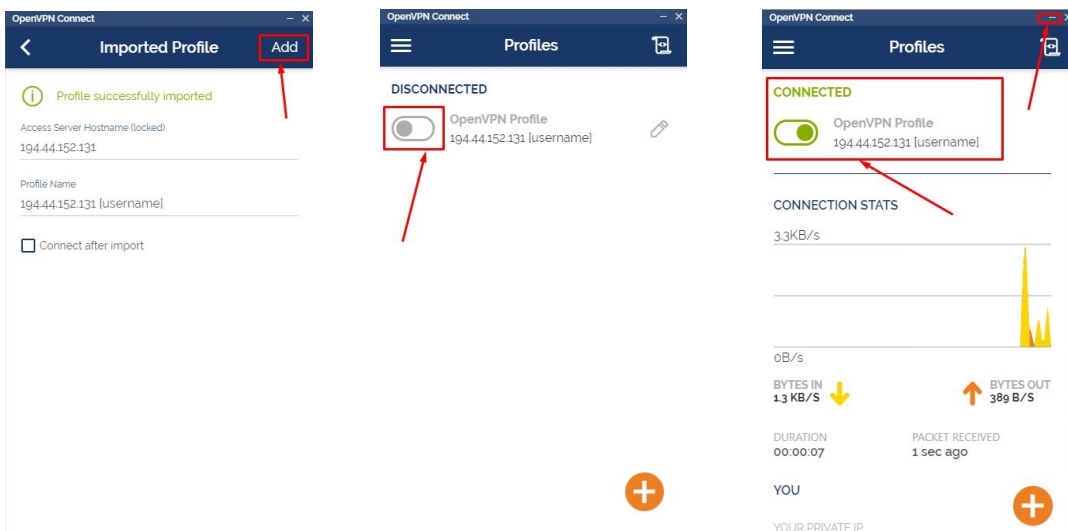 OpenVPN Connect
Imported Profile
Add
Profile successfully imported
Access Server Hostname (locked)
194.44.152.131
Profile Name
194.44.152.131 [username]
Connect after import
OpenVPN Connect
Profiles
DISCONNECTED
OpenVPN Profile
194.44.152.131 [username]
OpenVPN Connect
Profiles
CONNECTED
OpenVPN Profile
194.44.152.131 [username]
CONNECTION STATS
3.3KB/s
0B/s
BYTES IN
1.3 KB/S
BYTES OUT
389 B/S
DURATION
00:00:07
PACKET RECEIVED
1 sec ago
YOU
YOUR PRIVATE IP